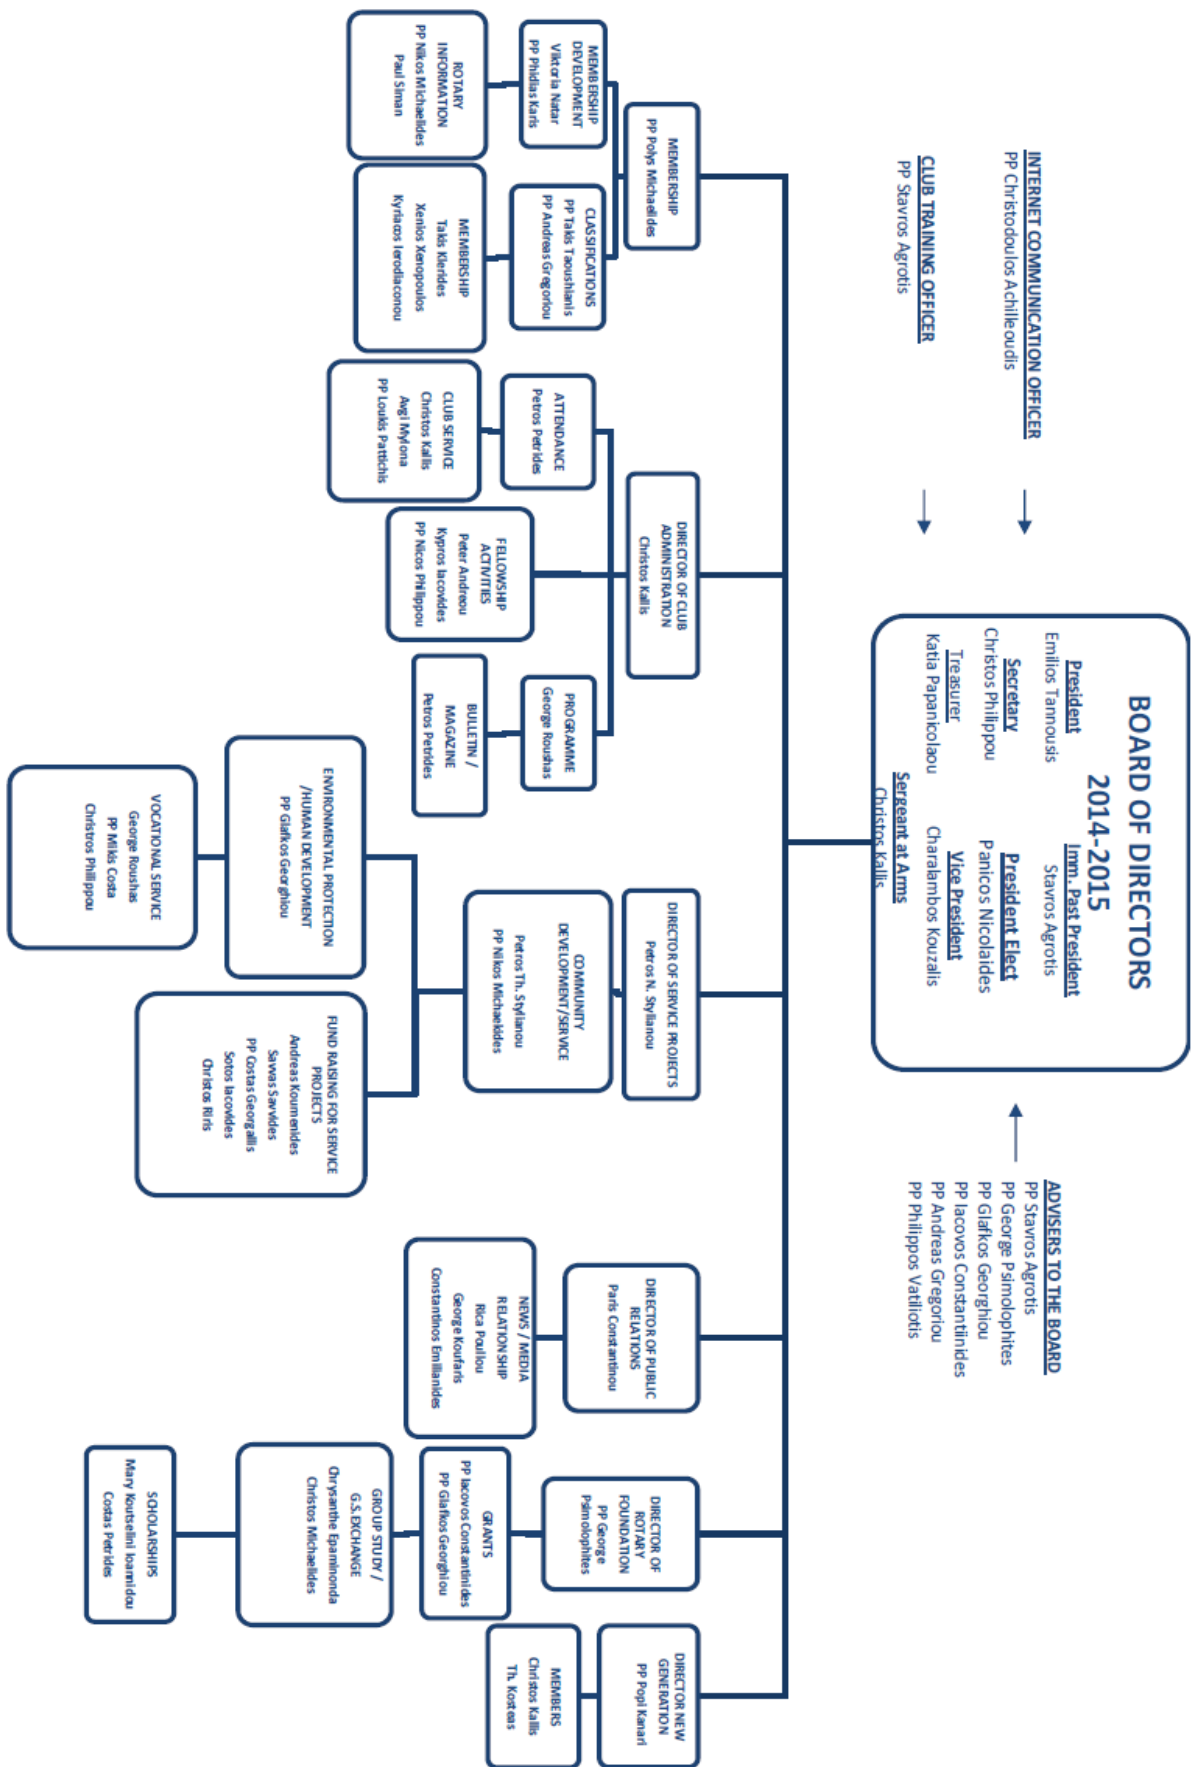 BOARD OF DIRECTORS
2014-2015
President
Emilios Tannousis
Secretary
Christos Philippou
Treasurer
Katia Papanicolaou
Imm. Past President
Stavros Agrotis
President Elect
Panicos Nicolaides
Vice President
Charalambos Kouzalis
Sergeant at Arms
Christos Kallis
INTERNET COMMUNICATION OFFICER
PP Christodoulos Achilleoudis
CLUB TRAINING OFFICER
PP Stavros Agrotis
ADVISERS TO THE BOARD
PP Stavros Agrotis
PP George Psimolophites
PP Glafkos Georghiou
PP Iacovos Constantiinides
PP Andreas Gregoriou
PP Philippos Vatiliotis
MEMBERSHIP
PP Polys Michaelides
MEMBERSHIP
DEVELOPMENT
Viktoria Natar
PP Phidias Karis
CLASSIFICATIONS
PP Takis Taoushianis
PP Andreas Gregoriou
ROTARY
INFORMATION
PP Nikos Michaelides
Paul Siman
MEMBERSHIP
Takis Klerides
Xenios Xenopoulos
Kyriacos Ierodiaconou
DIRECTOR OF CLUB
ADMINISTRATION
Christos Kallis
ATTENDANCE
Petros Petrides
CLUB SERVICE
Christos Kallis
Avgi Mylona
PP Loukis Pattichis
FELLOWSHIP
ACTIVITIES
Peter Andreou
Kypros Iacovides
PP Nicos Philippou
PROGRAMME
George Roushas
BULLETIN /
MAGAZINE
Petros Petrides
DIRECTOR OF SERVICE PROJECTS
Petros N. Stylianou
COMMUNITY
DEVELOPMENT/SERVICE
Petros Th. Stylianou
PP Nikos Michaekides
ENVIRONMENTAL PROTECTION
/HUMAN DEVELOPMENT
PP Glafkos Georghiou
VOCATIONAL SERVICE
George Roushas
PP Mikis Costa
Christros Philippou
FUND RAISING FOR SERVICE
PROJECTS
Andreas Koumenides
Savvas Savvides
PP Costas Georgallis
Sotos Iacovides
Christos Riris
DIRECTOR OF PUBLIC
RELATIONS
Paris Constantinou
NEWS / MEDIA
RELATIONSHIP
Rica Poullou
George Koufaris
Constantinos Emilianides
DIRECTOR OF
ROTARY
FOUNDATION
PP George
Psimolophites
GRANTS
PP Iacovos Constantinides
PP Glafkos Georghiou
GROUP STUDY /
G.S.EXCHANGE
Chrysanthe Epaminonda
Christos Michaelides
SCHOLARSHIPS
Mary Koutselini Ioannidou
Costas Petrides
DIRECTOR NEW
GENERATION
PP Popi Kanari
MEMBERS
Christos Kallis
Th. Kosteas